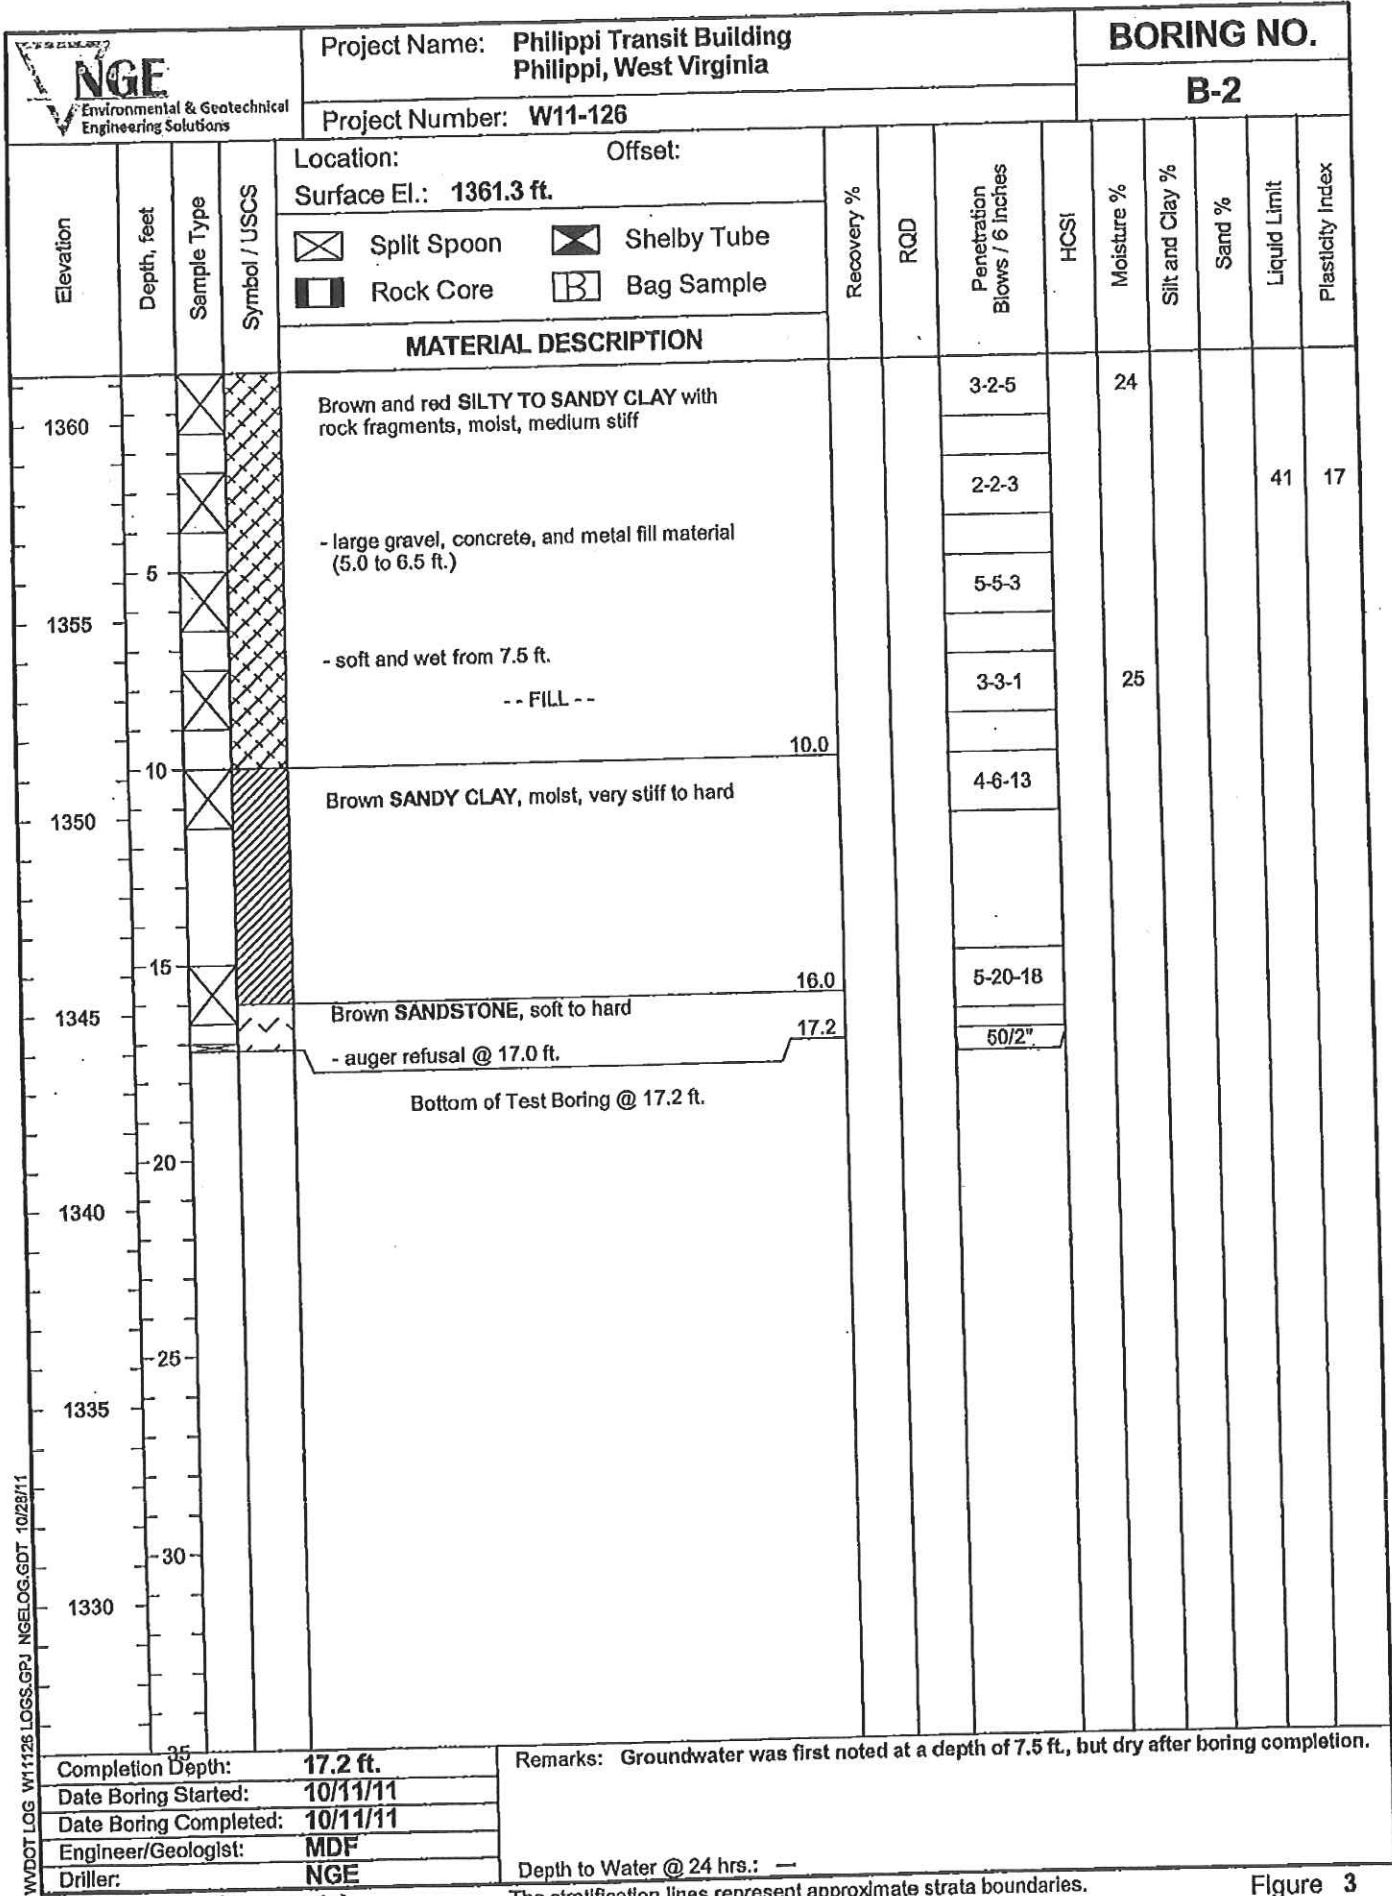 NGE
Environmental & Geotechnical
Engineering Solutions
Project Name: Philippi Transit Building
Philippi, West Virginia
Project Number: W11-126
BORING NO.
B-2
Elevation
Depth, feet
Sample Type
Symbol / USCS
Location: Offset:
Surface El.: 1361.3 ft.
Split Spoon Shelby Tube
Rock Core B Bag Sample
MATERIAL DESCRIPTION
Recovery %
RQD
Penetration
Blows / 6 Inches
HCSI
Moisture %
Silt and Clay %
Sand %
Liquid Limit
Plasticity Index
Brown and red SILTY TO SANDY CLAY with
rock fragments, moist, medium stiff
3-2-5 24
1360
2-2-3 41 17
- large gravel, concrete, and metal fill material
(5.0 to 6.5 ft.)
5
5-5-3
1355
- soft and wet from 7.5 ft.
3-3-1 25
- - FILL - -
10.0
10
Brown SANDY CLAY, moist, very stiff to hard
4-6-13
1350
15
16.0
5-20-18
1345
Brown SANDSTONE, soft to hard
17.2
50/2"
- auger refusal @ 17.0 ft.
Bottom of Test Boring @ 17.2 ft.
20
1340
25
1335
30
1330
35
WVDOT LOG W11126 LOGS.GPJ NGELOG.GDT 10/28/11
Completion Depth: 17.2 ft.
Date Boring Started: 10/11/11
Date Boring Completed: 10/11/11
Engineer/Geologist: MDF
Driller: NGE
Remarks: Groundwater was first noted at a depth of 7.5 ft., but dry after boring completion.
Depth to Water @ 24 hrs.: —
The stratification lines represent approximate strata boundaries.
Figure 3